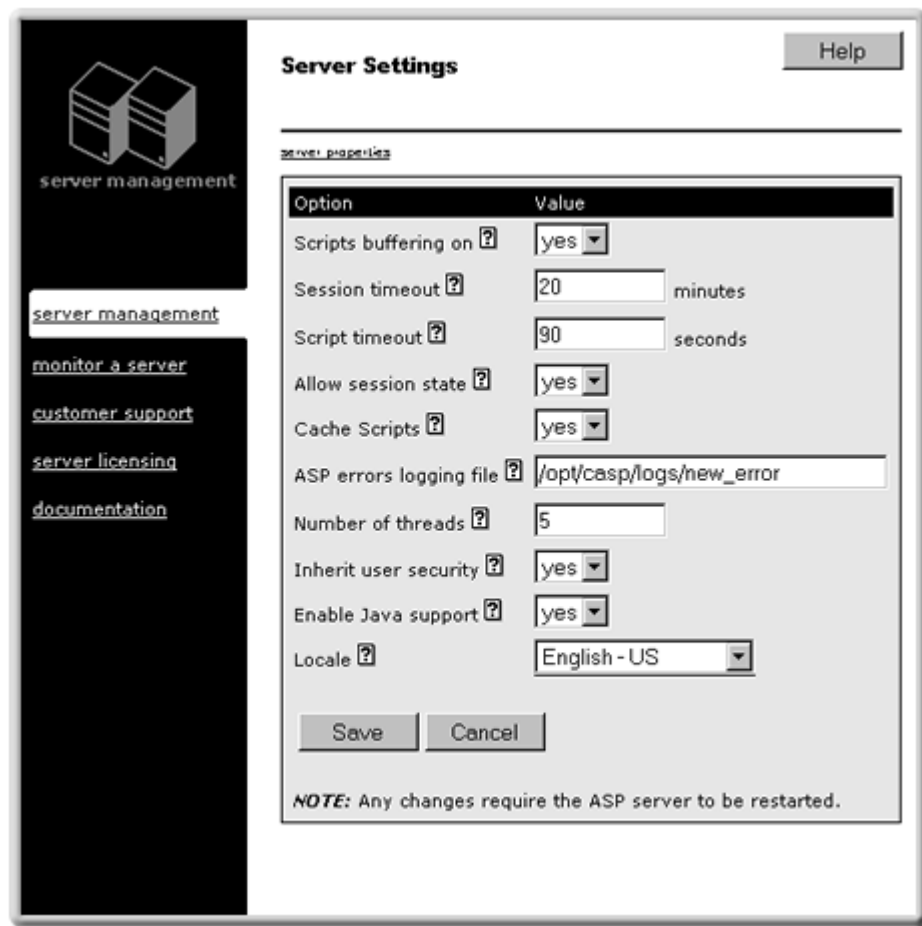 server management
server management
monitor a server
customer support
server licensing
documentation
Server Settings
Help
server properties
Option Value
Scripts buffering on ? yes
Session timeout ? 20 minutes
Script timeout ? 90 seconds
Allow session state ? yes
Cache Scripts ? yes
ASP errors logging file ? /opt/casp/logs/new_error
Number of threads ? 5
Inherit user security ? yes
Enable Java support ? yes
Locale ? English - US
Save Cancel
NOTE: Any changes require the ASP server to be restarted.